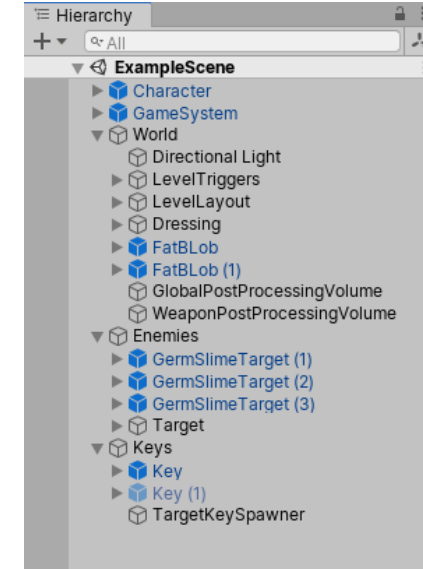 Hierarchy
All
ExampleScene
Character
GameSystem
World
Directional Light
LevelTriggers
LevelLayout
Dressing
FatBLob
FatBLob (1)
GlobalPostProcessingVolume
WeaponPostProcessingVolume
Enemies
GermSlimeTarget (1)
GermSlimeTarget (2)
GermSlimeTarget (3)
Target
Keys
Key
Key (1)
TargetKeySpawner